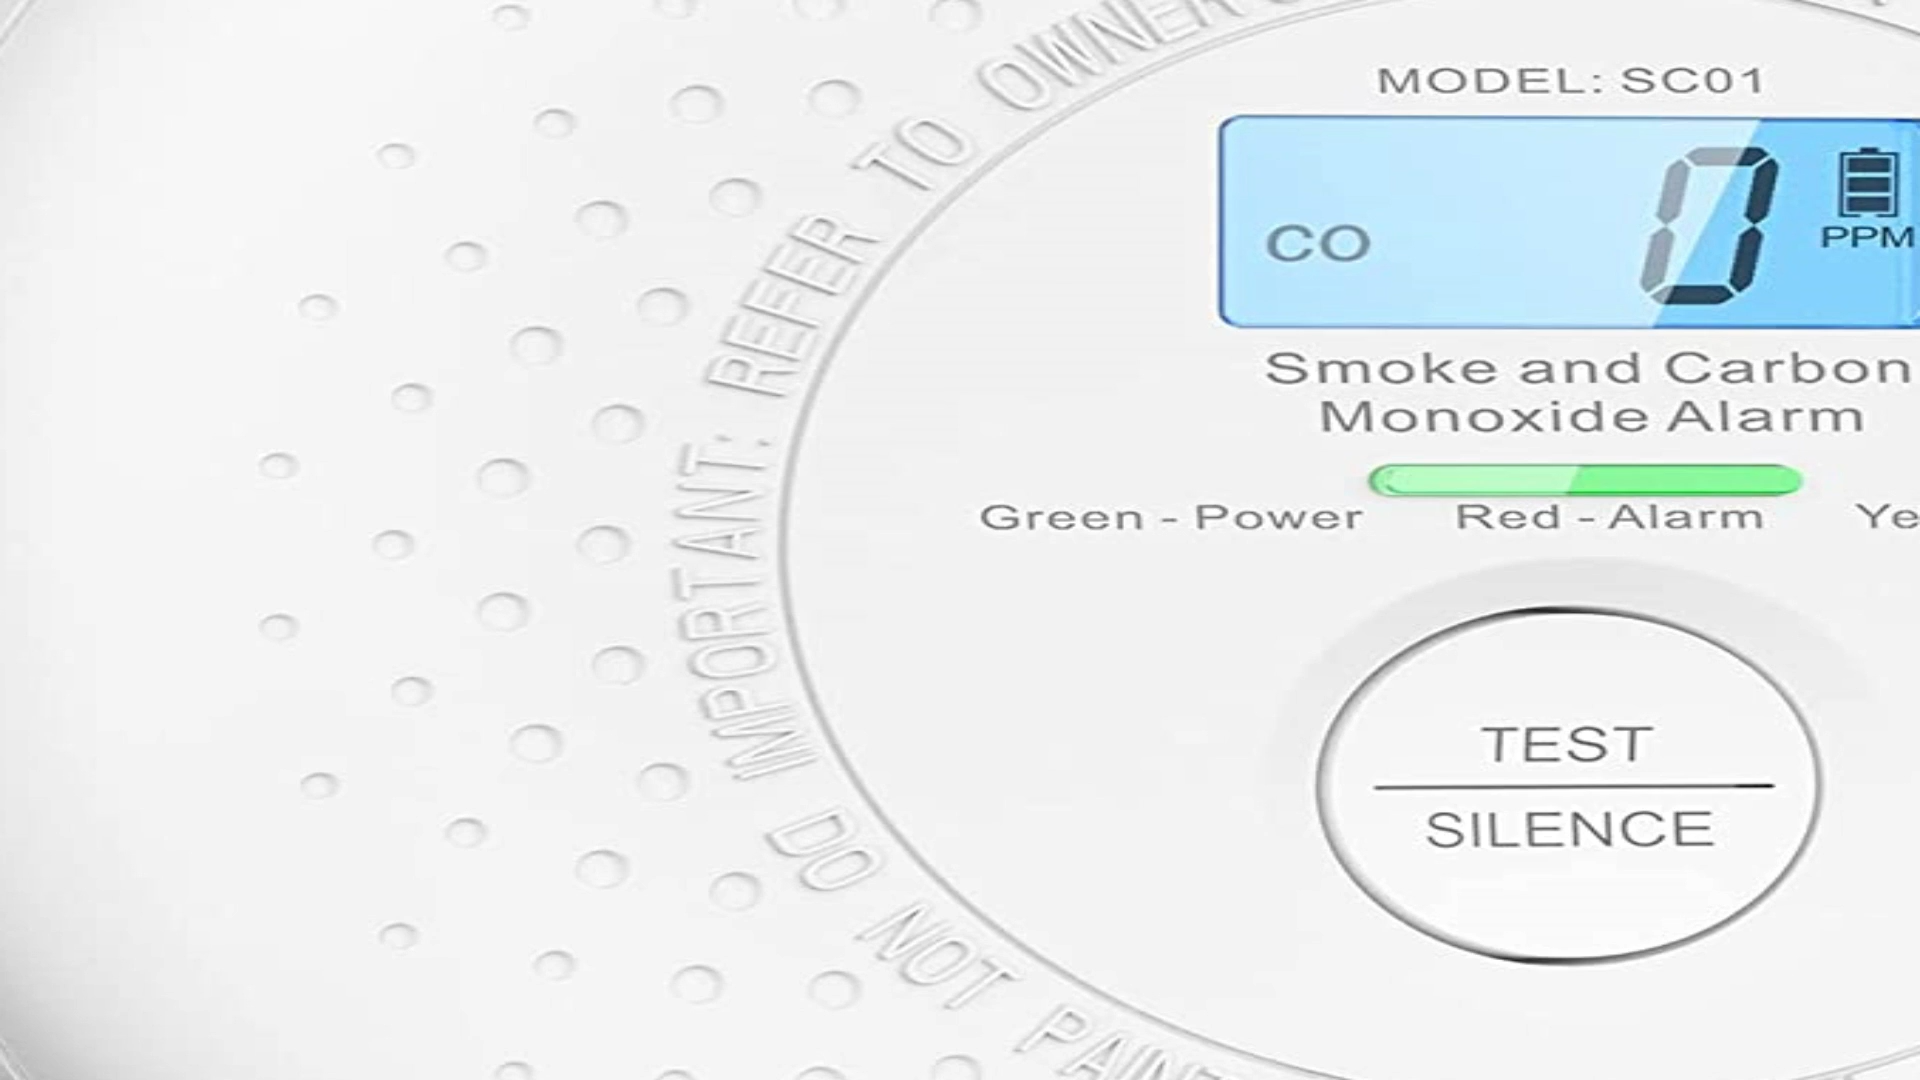 MODEL: SC01
CO 0 PPM
Smoke and Carbon
Monoxide Alarm
Green - Power Red - Alarm Ye
TEST
SILENCE
DO NOT PAINT
IMPORTANT: REFER TO OWNER